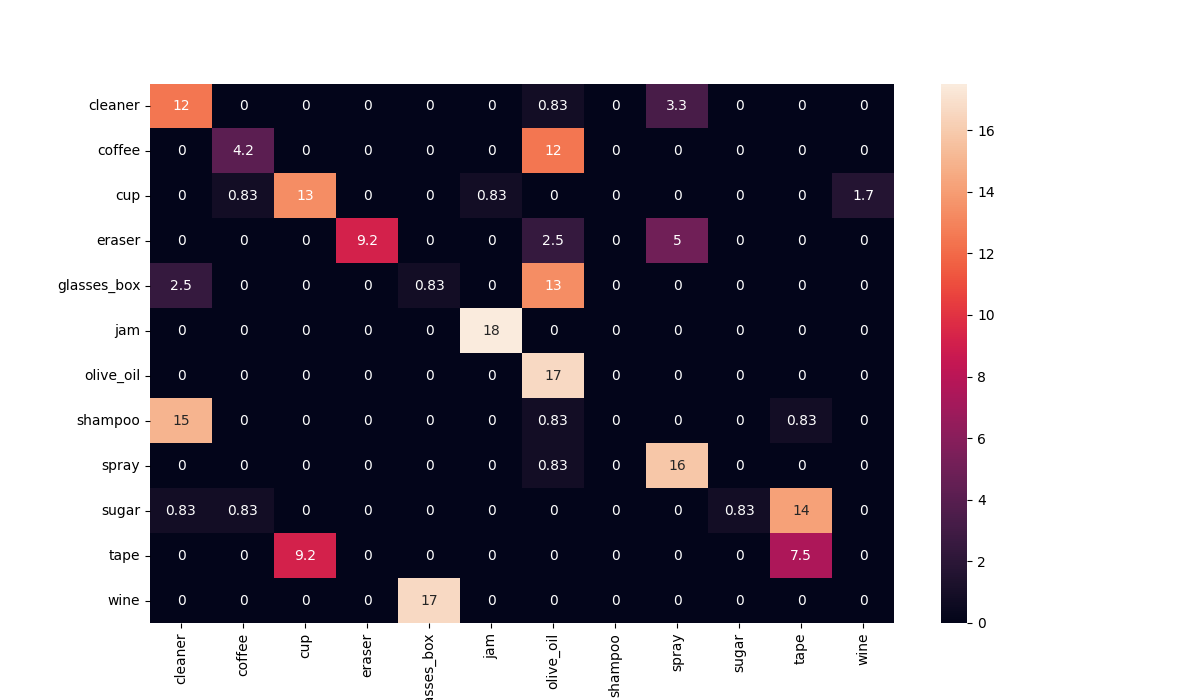 cleaner 12 0 0 0 0 0 0.83 0 3.3 0 0 0
coffee 0 4.2 0 0 0 0 12 0 0 0 0 0
cup 0 0.83 13 0 0 0.83 0 0 0 0 0 1.7
eraser 0 0 0 9.2 0 0 2.5 0 5 0 0 0
glasses_box 2.5 0 0 0 0.83 0 13 0 0 0 0 0
jam 0 0 0 0 0 18 0 0 0 0 0 0
olive_oil 0 0 0 0 0 0 17 0 0 0 0 0
shampoo 15 0 0 0 0 0 0.83 0 0 0 0.83 0
spray 0 0 0 0 0 0 0.83 0 16 0 0 0
sugar 0.83 0.83 0 0 0 0 0 0 0 0.83 14 0
tape 0 0 9.2 0 0 0 0 0 0 0 7.5 0
wine 0 0 0 0 17 0 0 0 0 0 0 0
cleaner coffee cup eraser asses_box jam olive_oil shampoo spray sugar tape wine
16
14
12
10
8
6
4
2
0